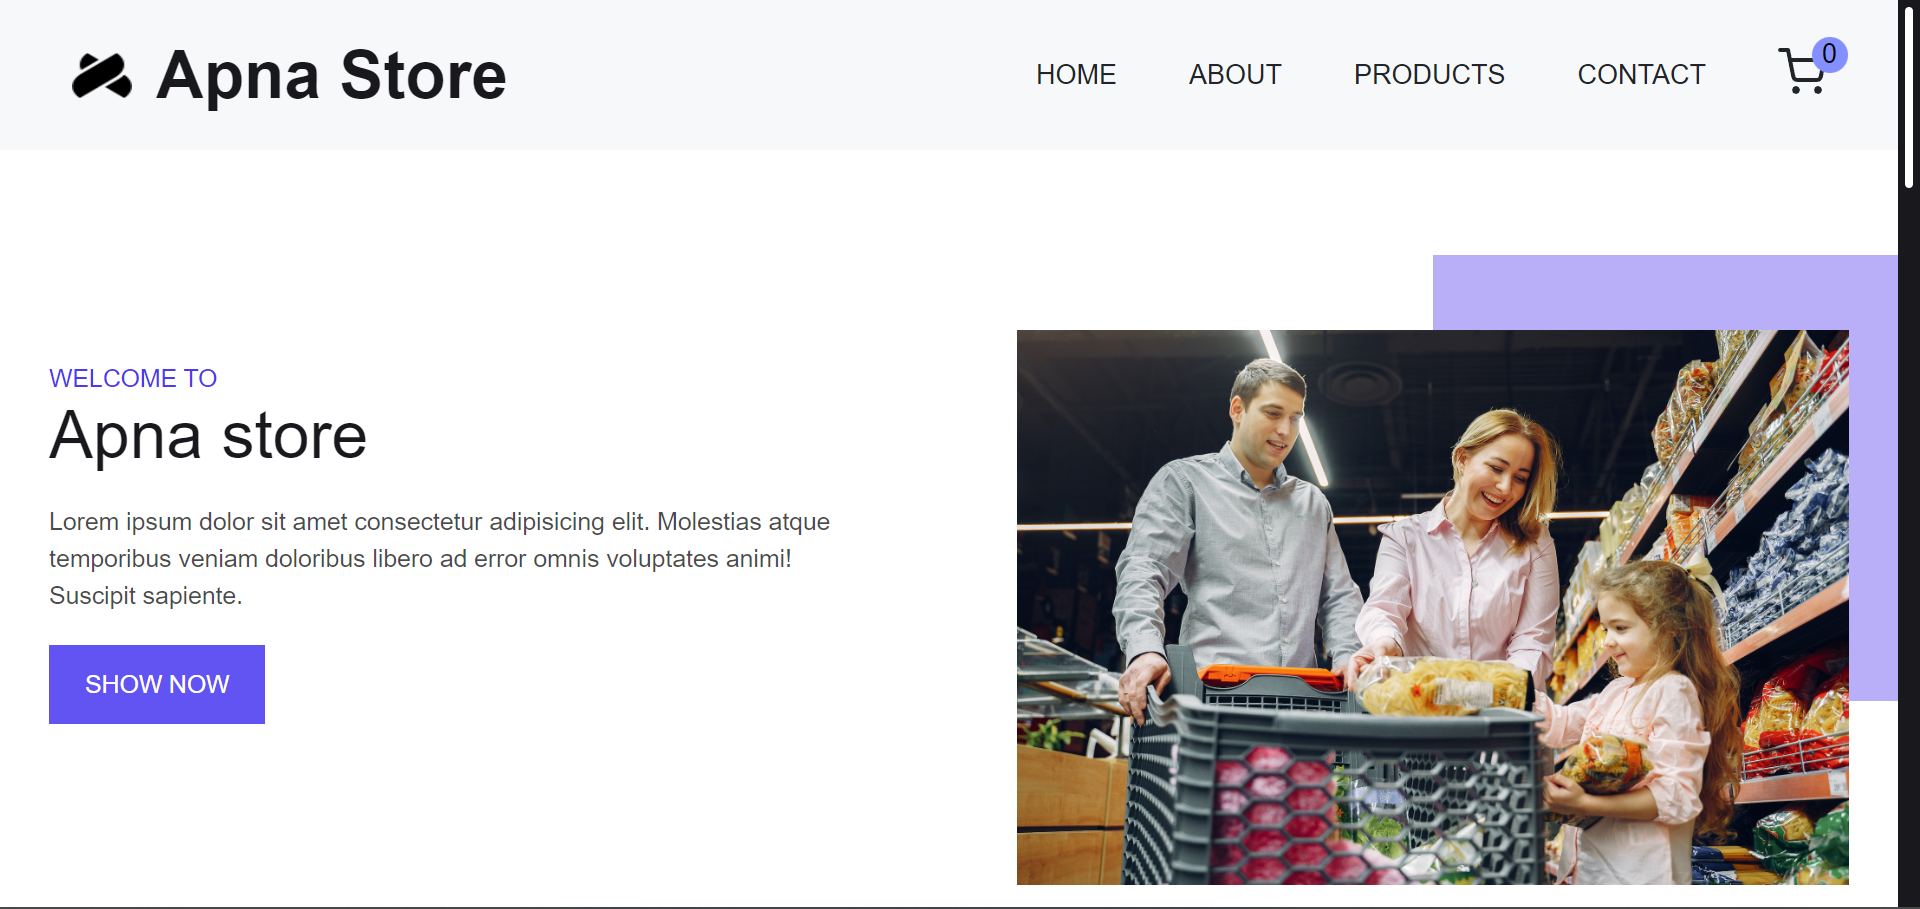 Apna Store
HOME ABOUT PRODUCTS CONTACT 0
WELCOME TO
Apna store
Lorem ipsum dolor sit amet consectetur adipisicing elit. Molestias atque
temporibus veniam doloribus libero ad error omnis voluptates animi!
Suscipit sapiente.
SHOW NOW